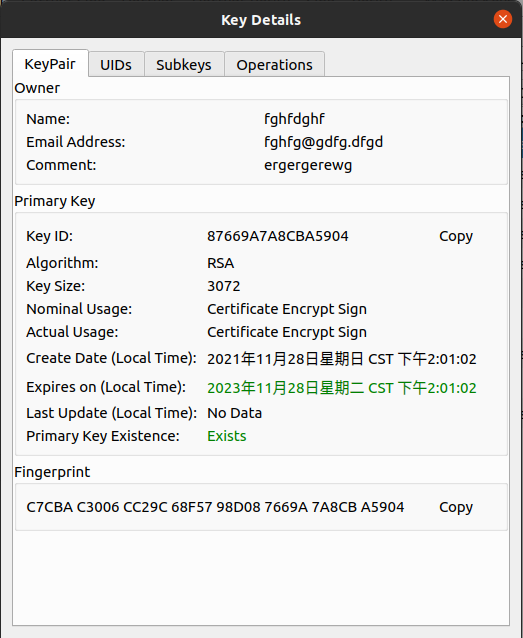 Key Details
KeyPair UIDs Subkeys Operations
Owner
Name: fghfdghf
Email Address: fghfg@gdfg.dfgd
Comment: ergergerewg
Primary Key
Key ID: 87669A7A8CBA5904 Copy
Algorithm: RSA
Key Size: 3072
Nominal Usage: Certificate Encrypt Sign
Actual Usage: Certificate Encrypt Sign
Create Date (Local Time): 2021年11月28日星期日 CST 下午2:01:02
Expires on (Local Time): 2023年11月28日星期二 CST 下午2:01:02
Last Update (Local Time): No Data
Primary Key Existence: Exists
Fingerprint
C7CBA C3006 CC29C 68F57 98D08 7669A 7A8CB A5904 Copy